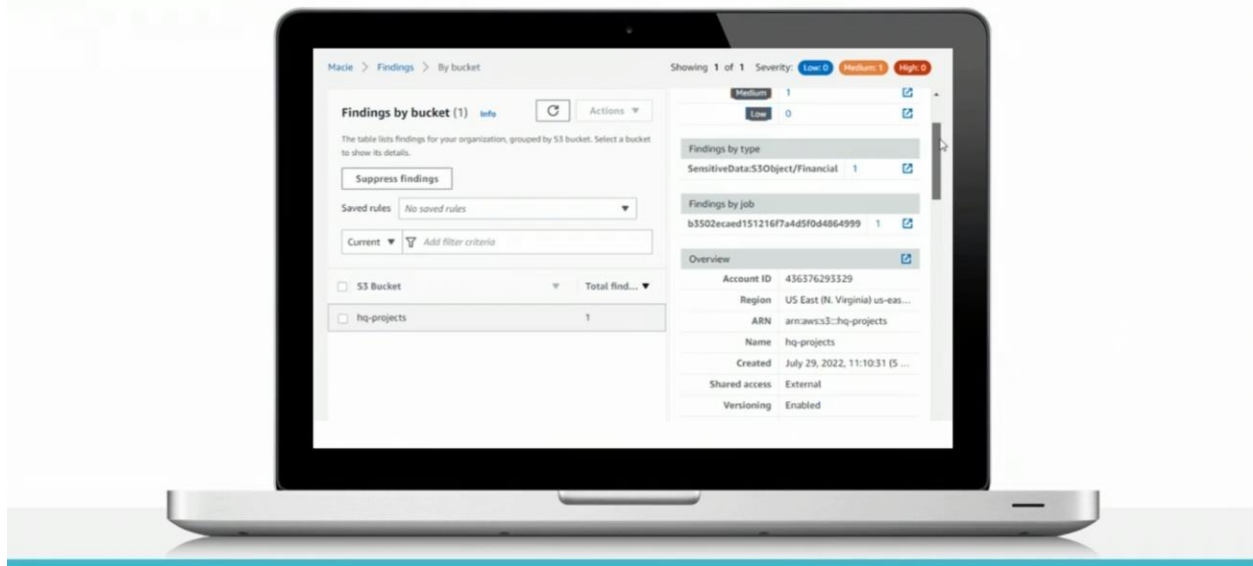 Macie > Findings > By bucket
Showing 1 of 1 Severity: Low: 0 Medium: 1 High: 0
Findings by bucket (1) Info
Actions
The table lists findings for your organization, grouped by S3 bucket. Select a bucket
to show its details.
Suppress findings
Saved rules No saved rules
Current Add filter criteria
S3 Bucket Total find...
hq-projects 1
Medium 1
Low 0
Findings by type
SensitiveData:S3Object/Financial 1
Findings by job
b3502ecaed151216f7a4d5f0d4864999 1
Overview
Account ID 436376293329
Region US East (N. Virginia) us-eas...
ARN arn:aws:s3:::hq-projects
Name hq-projects
Created July 29, 2022, 11:10:31 (5 ...
Shared access External
Versioning Enabled